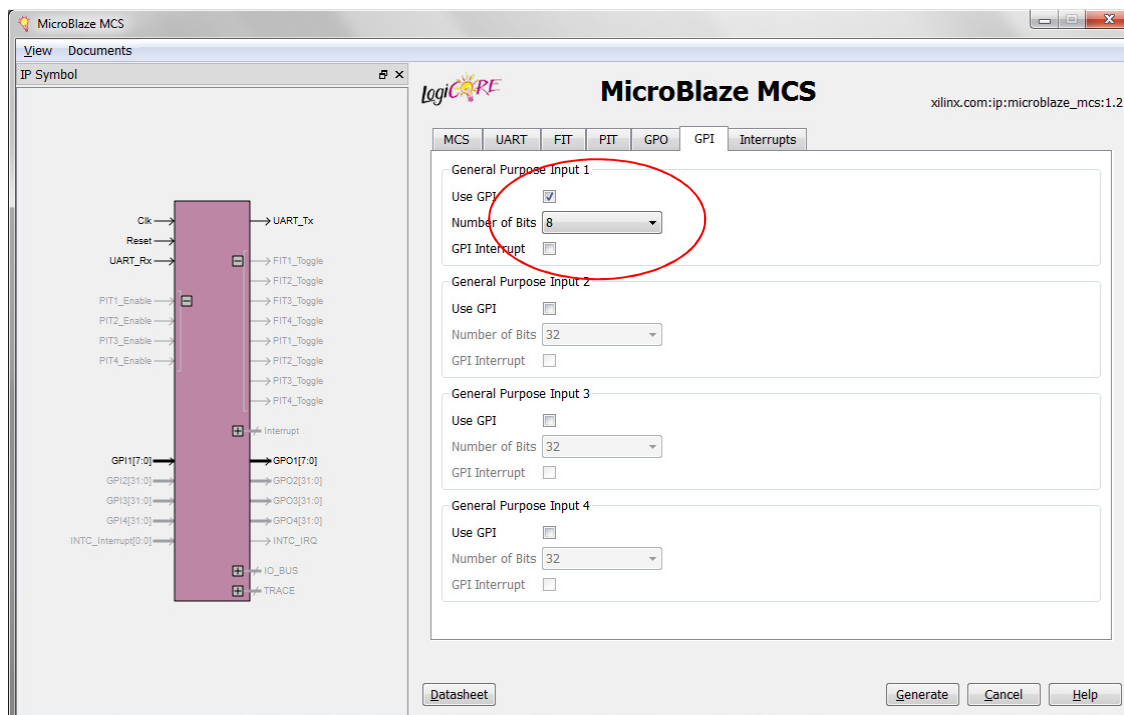 MicroBlaze MCS
View Documents
IP Symbol
Clk
Reset
UART_Rx
PIT1_Enable
PIT2_Enable
PIT3_Enable
PIT4_Enable
GPI1[7:0]
GPI2[31:0]
GPI3[31:0]
GPI4[31:0]
INTC_Interrupt[0:0]
UART_Tx
FIT1_Toggle
FIT2_Toggle
FIT3_Toggle
FIT4_Toggle
PIT1_Toggle
PIT2_Toggle
PIT3_Toggle
PIT4_Toggle
Interrupt
GPO1[7:0]
GPO2[31:0]
GPO3[31:0]
GPO4[31:0]
INTC_IRQ
IO_BUS
TRACE
LogiCORE
MicroBlaze MCS
xilinx.com:ip:microblaze_mcs:1.2
MCS UART FIT PIT GPO GPI Interrupts
General Purpose Input 1
Use GPI
Number of Bits 8
GPI Interrupt
General Purpose Input 2
Use GPI
Number of Bits 32
GPI Interrupt
General Purpose Input 3
Use GPI
Number of Bits 32
GPI Interrupt
General Purpose Input 4
Use GPI
Number of Bits 32
GPI Interrupt
Datasheet Generate Cancel Help